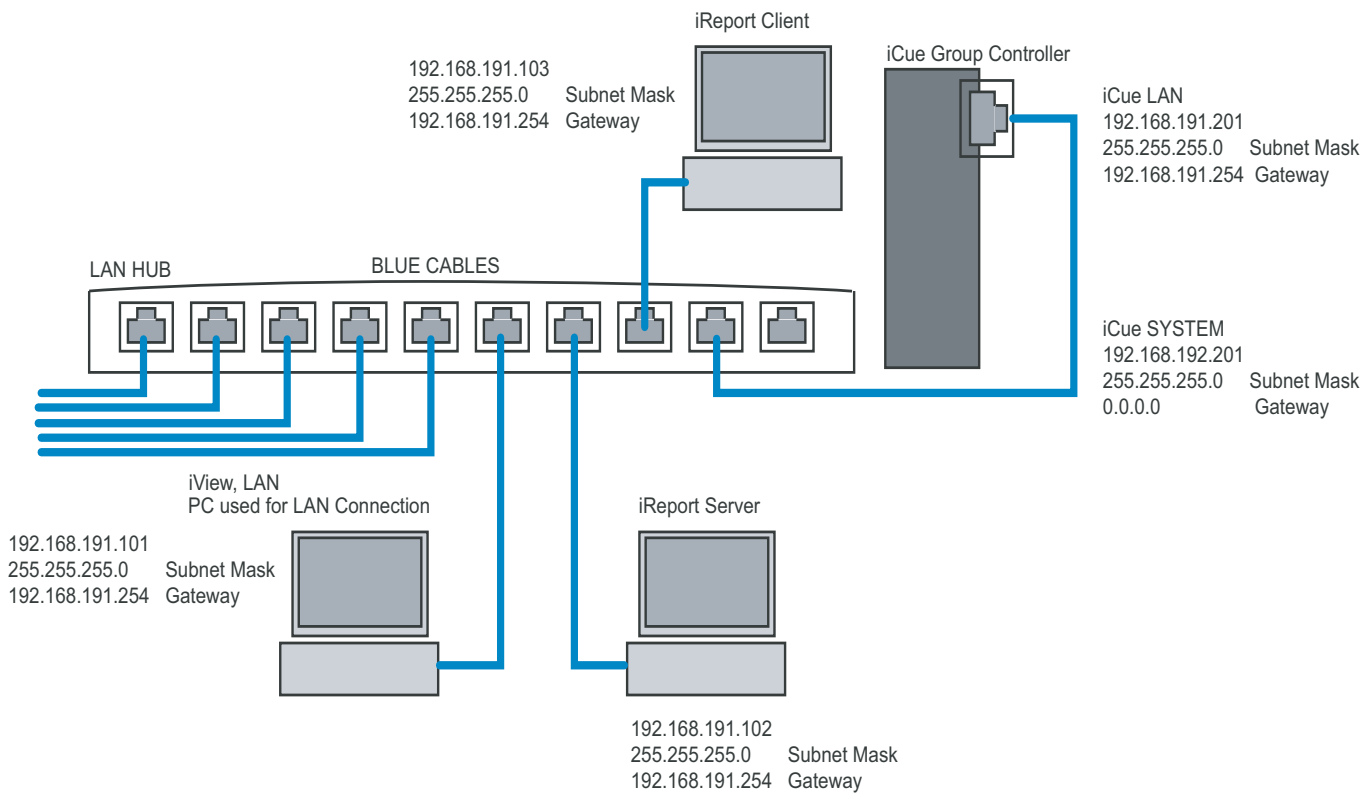 iReport Client
192.168.191.103
255.255.255.0 Subnet Mask
192.168.191.254 Gateway
iCue Group Controller
iCue LAN
192.168.191.201
255.255.255.0 Subnet Mask
192.168.191.254 Gateway
LAN HUB
BLUE CABLES
iCue SYSTEM
192.168.192.201
255.255.255.0 Subnet Mask
0.0.0.0 Gateway
iView, LAN
PC used for LAN Connection
192.168.191.101
255.255.255.0 Subnet Mask
192.168.191.254 Gateway
iReport Server
192.168.191.102
255.255.255.0 Subnet Mask
192.168.191.254 Gateway